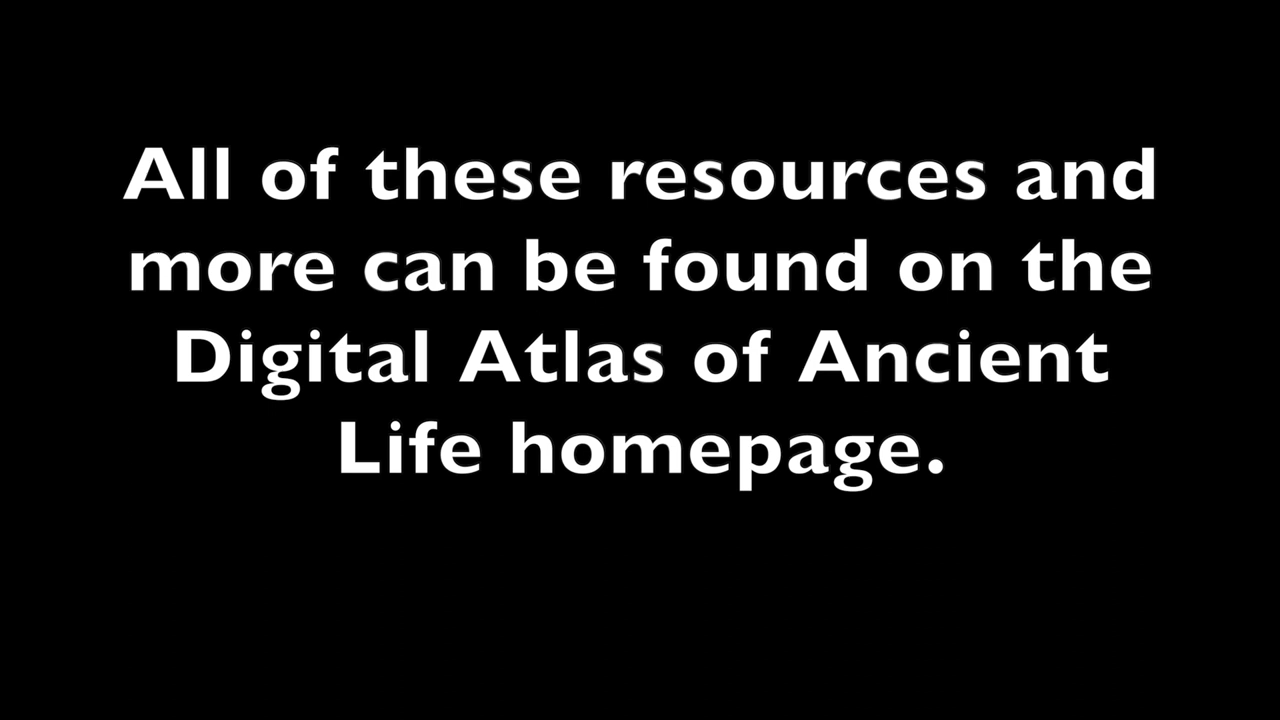 All of these resources and
more can be found on the
Digital Atlas of Ancient
Life homepage.